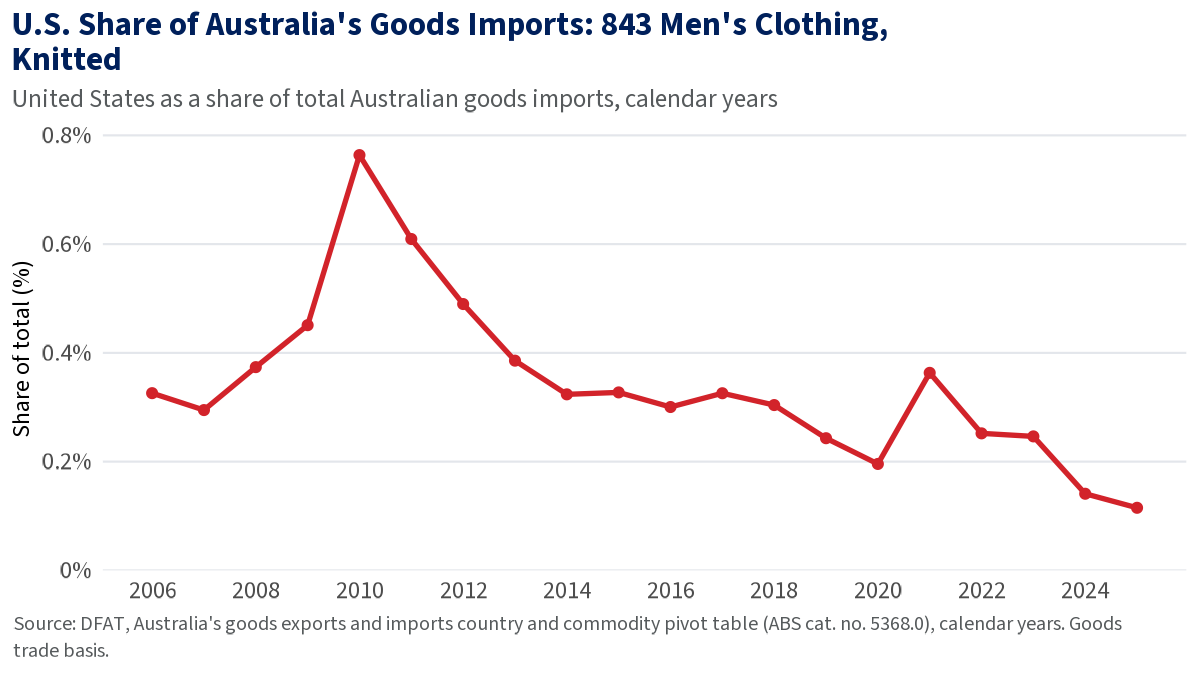 U.S. Share of Australia's Goods Imports: 843 Men's Clothing,
Knitted
United States as a share of total Australian goods imports, calendar years
0.8%
0.6%
0.4%
0.2%
0%
Share of total (%)
2006 2008 2010 2012 2014 2016 2018 2020 2022 2024
Source: DFAT, Australia's goods exports and imports country and commodity pivot table (ABS cat. no. 5368.0), calendar years. Goods
trade basis.